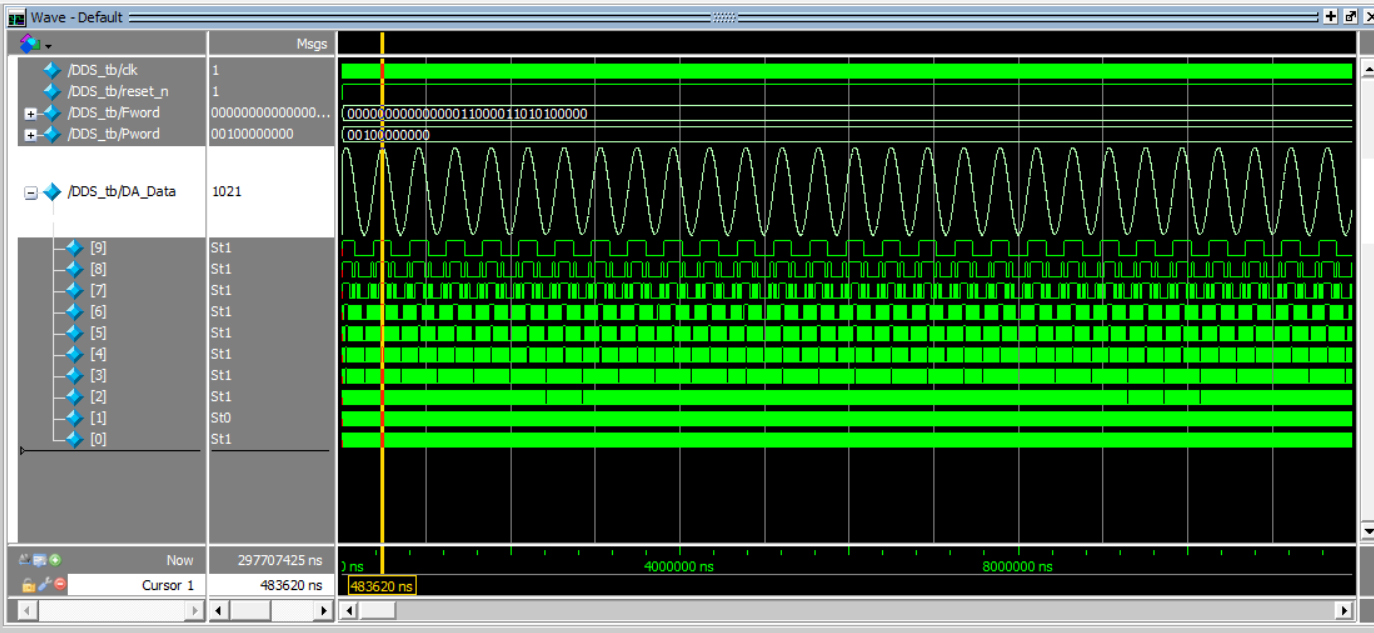 Wave - Default
Msgs
/DDS_tb/clk 1
/DDS_tb/reset_n 1
/DDS_tb/Fword 00000000000000... 00000000000000011000011010100000
/DDS_tb/Pword 00100000000 00100000000
/DDS_tb/DA_Data 1021
[9] St1
[8] St1
[7] St1
[6] St1
[5] St1
[4] St1
[3] St1
[2] St1
[1] St0
[0] St1
Now 297707425 ns ns 4000000 ns 8000000 ns
Cursor 1 483620 ns 483620 ns